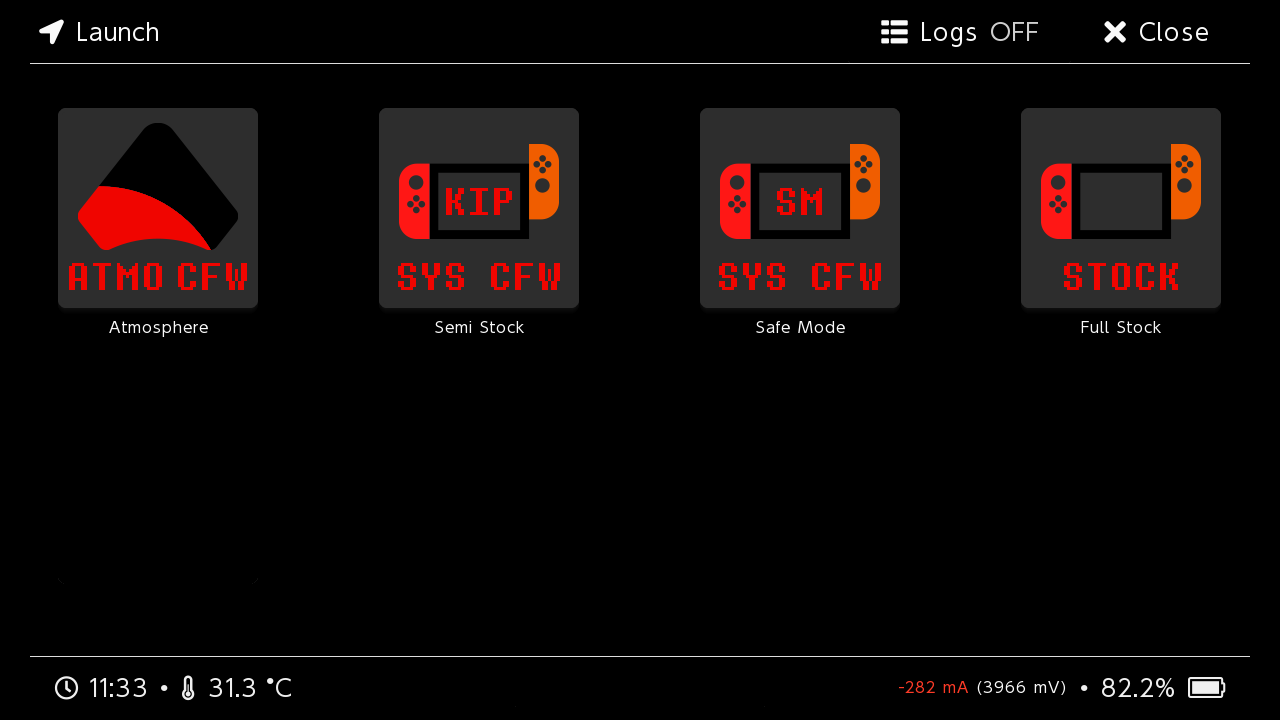 Launch Logs OFF Close
ATMO CFW
KIP
SYS CFW
SM
SYS CFW
STOCK
Atmosphere Semi Stock Safe Mode Full Stock
11:33 • 31.3 °C -282 mA (3966 mV) • 82.2%